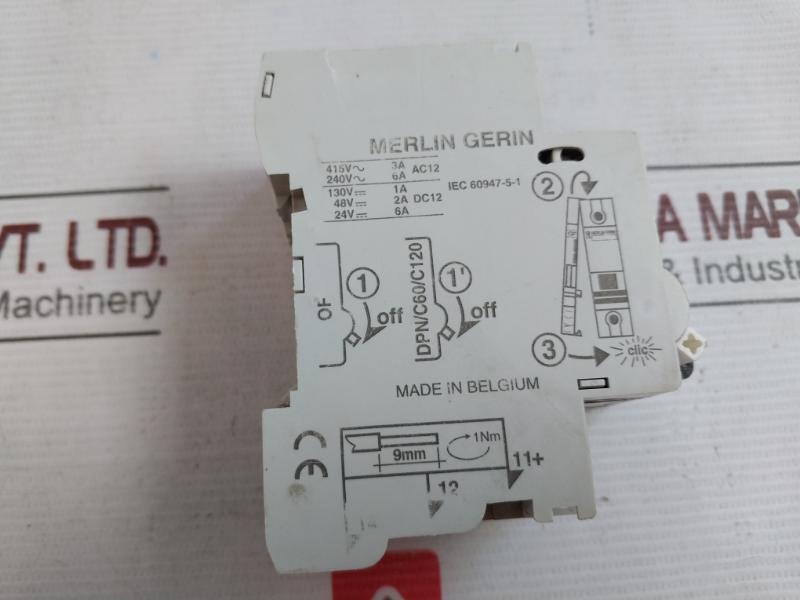 MERLIN GERIN
415V~ 3A AC12
240V~ 6A
130V⎓ 1A
48V⎓ 2A DC12
24V⎓ 6A
IEC 60947-5-1
2
OF
1
off
DPN/C60/C120
1'
off
3
clic
MADE IN BELGIUM
CE
9mm
1Nm
11+
12
VT. LTD.
Machinery
A MAR
& Industri